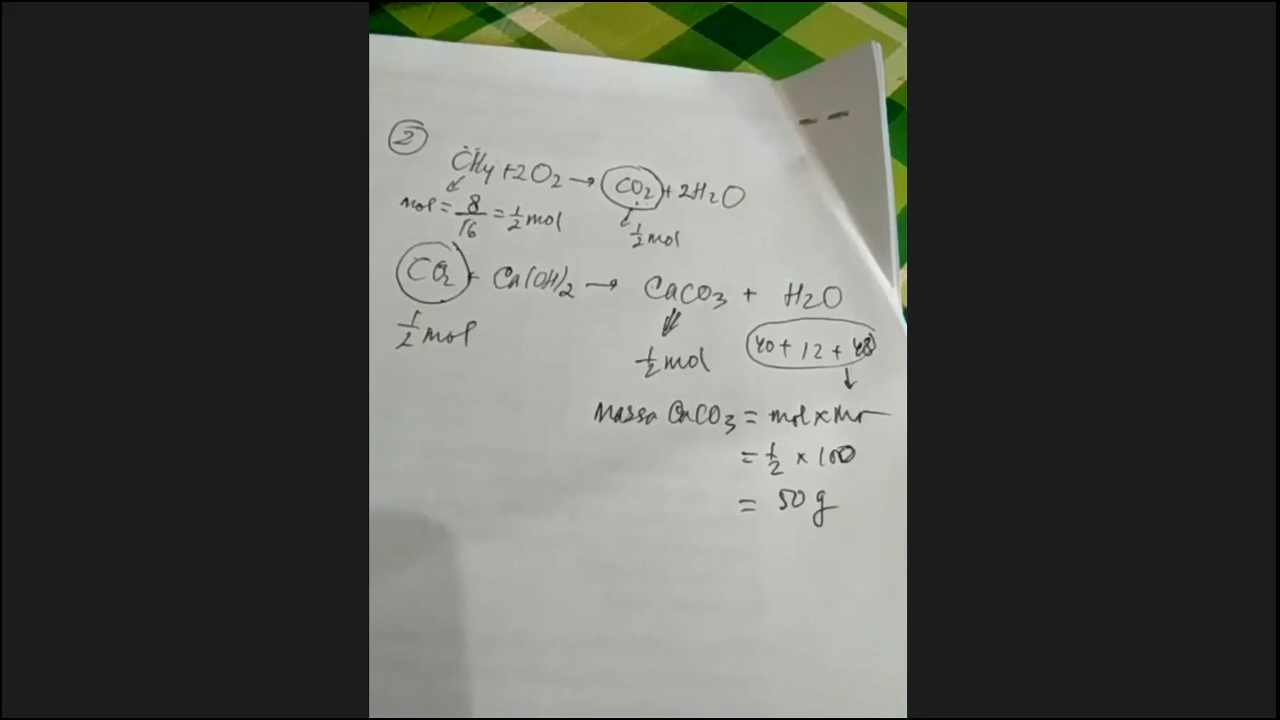 2
CH4 + 2O2 → CO2 + 2H2O
mol = 8/16 = 1/2 mol
1/2 mol
CO2 + Ca(OH)2 → CaCO3 + H2O
1/2 mol
1/2 mol
40 + 12 + 48
Massa CaCO3 = mol x Mr
= 1/2 x 100
= 50 g